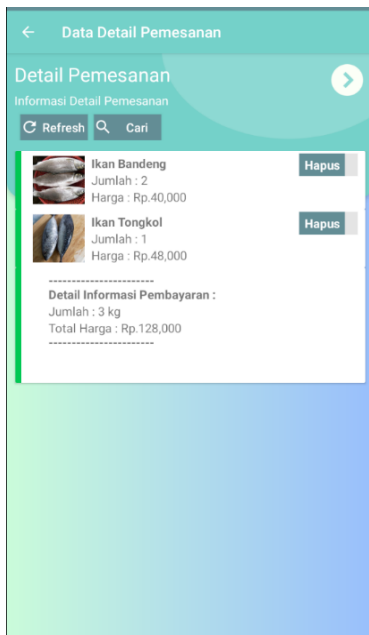 Data Detail Pemesanan
Detail Pemesanan
Informasi Detail Pemesanan
Refresh
Cari
Ikan Bandeng
Hapus
Jumlah : 2
Harga : Rp.40,000
Ikan Tongkol
Hapus
Jumlah : 1
Harga : Rp.48,000
-----------------------
Detail Informasi Pembayaran :
Jumlah : 3 kg
Total Harga : Rp.128,000
-----------------------